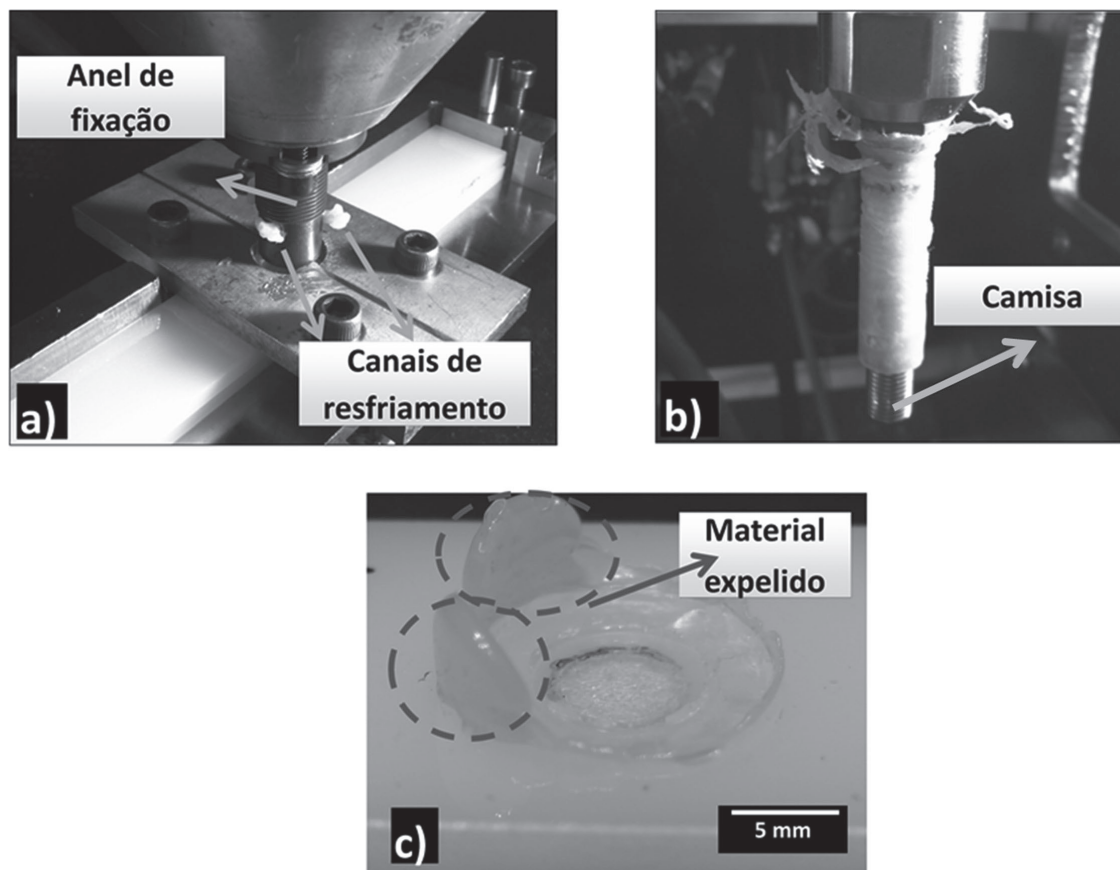 Anel de
fixação
Canais de
resfriamento
a)
Camisa
b)
Material
expelido
c)
5 mm